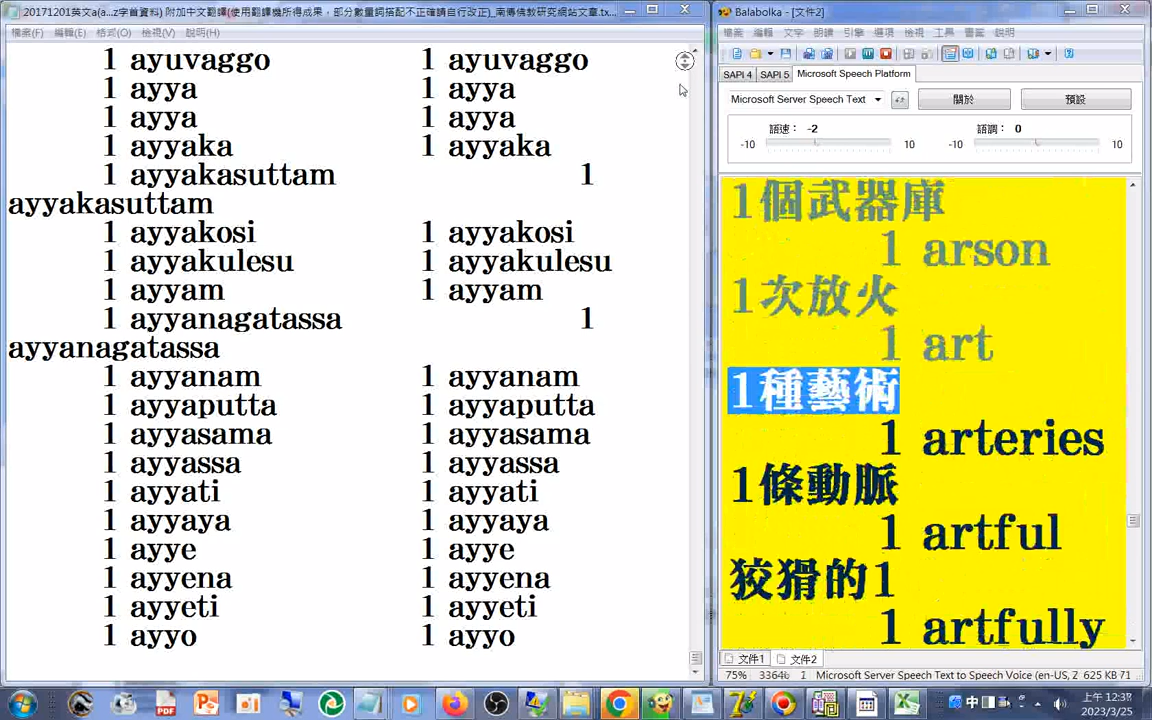 20171201英文a(a...z字首資料) 附加中文翻譯(使用翻譯機所得成果，部分數量詞搭配不正確請自行改正)_南傳佛教研究網站文章.tx...
檔案(F) 編輯(E) 格式(O) 檢視(V) 說明(H)
1 ayuvaggo 1 ayuvaggo
1 ayya 1 ayya
1 ayya 1 ayya
1 ayyaka 1 ayyaka
1 ayyakasuttam 1
ayyakasuttam
1 ayyakosi 1 ayyakosi
1 ayyakulesu 1 ayyakulesu
1 ayyam 1 ayyam
1 ayyanagatassa 1
ayyanagatassa
1 ayyanam 1 ayyanam
1 ayyaputta 1 ayyaputta
1 ayyasama 1 ayyasama
1 ayyassa 1 ayyassa
1 ayyati 1 ayyati
1 ayyaya 1 ayyaya
1 ayye 1 ayye
1 ayyena 1 ayyena
1 ayyeti 1 ayyeti
1 ayyo 1 ayyo
Balabolka - [文件2]
檔案 編輯 文字 朗讀 引擎 選項 檢視 工具 書籤 說明
SAPI 4 SAPI 5 Microsoft Speech Platform
Microsoft Server Speech Text 關於 預設
語速： -2 語調： 0
-10 10 -10 10
1個武器庫
1 arson
1次放火
1 art
1種藝術
1 arteries
1條動脈
1 artful
狡猾的1
1 artfully
文件1 文件2
75% 33640 1 Microsoft Server Speech Text to Speech Voice (en-US, Z 625 KB 71
中 上午 12:37
2023/3/25